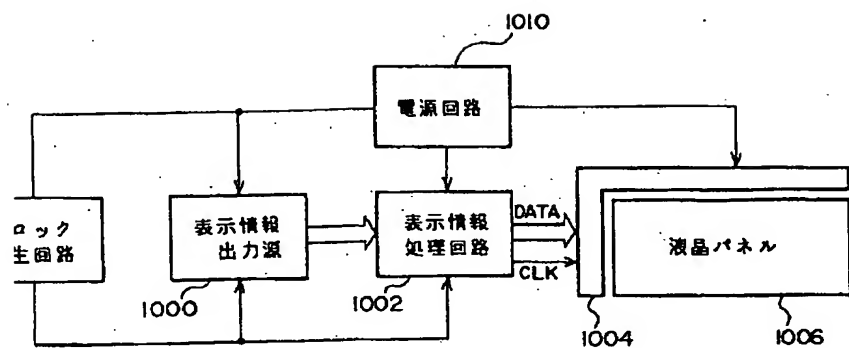 1010
電源回路
ロック
生回路
表示情報
出力源
表示情報
処理回路
DATA
CLK
液晶パネル
1000
1002
1004
1006